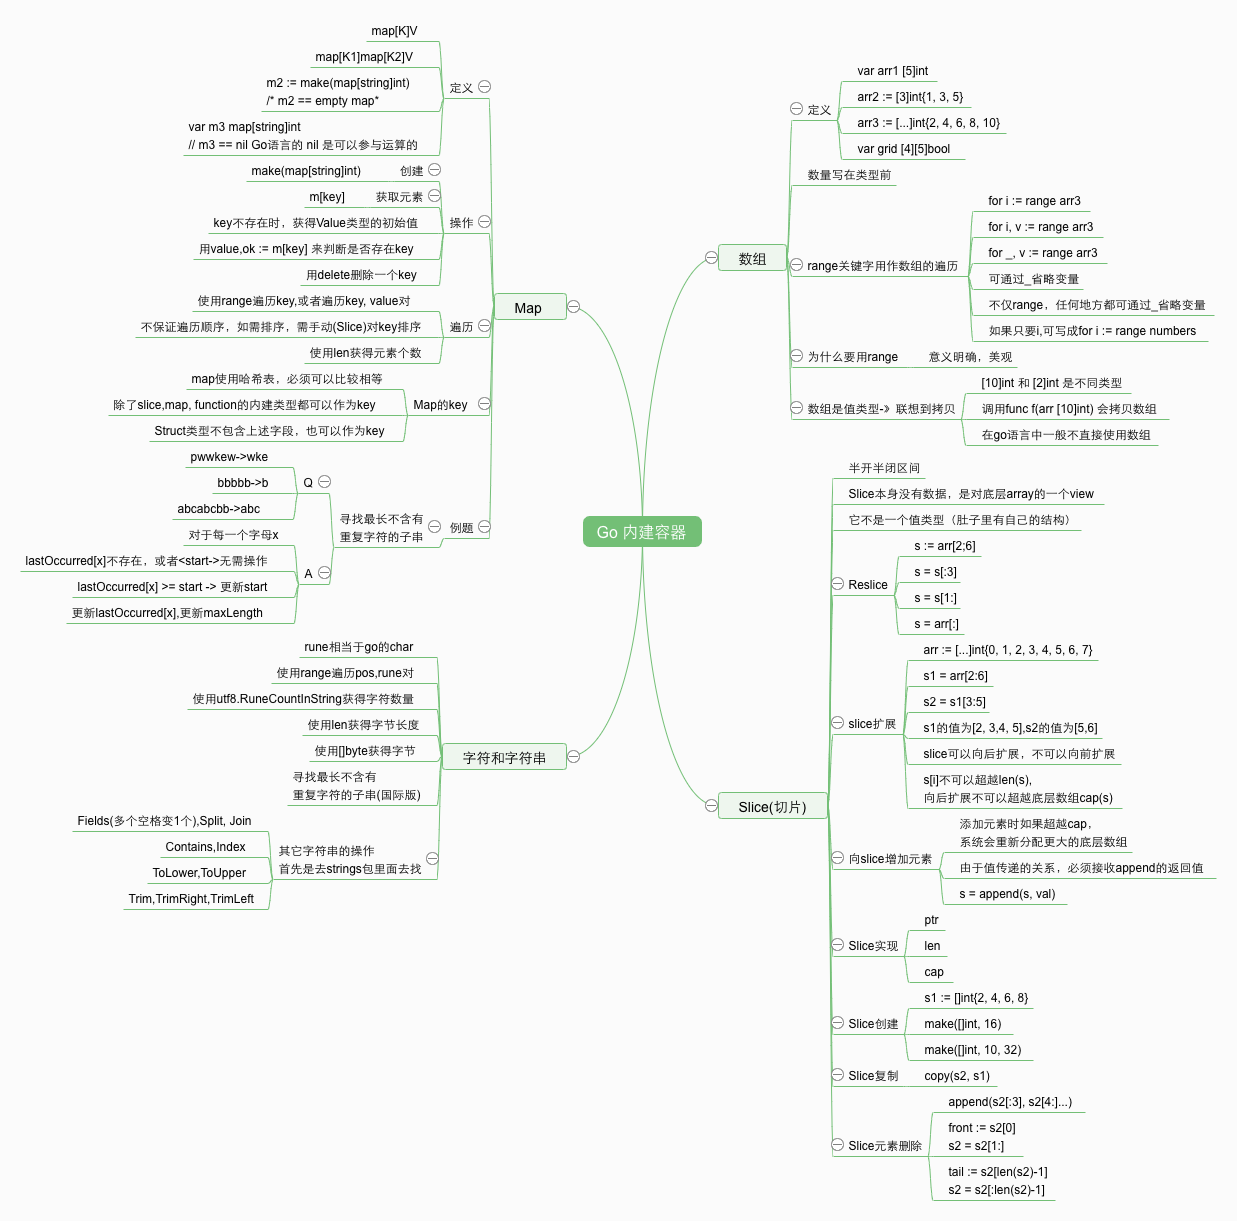 Go 内建容器
数组
定义
var arr1 [5]int
arr2 := [3]int{1, 3, 5}
arr3 := [...]int{2, 4, 6, 8, 10}
var grid [4][5]bool
数量写在类型前
range关键字用作数组的遍历
for i := range arr3
for i, v := range arr3
for _, v := range arr3
可通过_省略变量
不仅range，任何地方都可通过_省略变量
如果只要i,可写成for i := range numbers
为什么要用range
意义明确，美观
数组是值类型-》联想到拷贝
[10]int 和 [2]int 是不同类型
调用func f(arr [10]int) 会拷贝数组
在go语言中一般不直接使用数组
Slice(切片)
半开半闭区间
Slice本身没有数据，是对底层array的一个view
它不是一个值类型（肚子里有自己的结构）
Reslice
s := arr[2;6]
s = s[:3]
s = s[1:]
s = arr[:]
slice扩展
arr := [...]int{0, 1, 2, 3, 4, 5, 6, 7}
s1 = arr[2:6]
s2 = s1[3:5]
s1的值为[2, 3,4, 5],s2的值为[5,6]
slice可以向后扩展，不可以向前扩展
s[i]不可以超越len(s),
向后扩展不可以超越底层数组cap(s)
向slice增加元素
添加元素时如果超越cap，
系统会重新分配更大的底层数组
由于值传递的关系，必须接收append的返回值
s = append(s, val)
Slice实现
ptr
len
cap
Slice创建
s1 := []int{2, 4, 6, 8}
make([]int, 16)
make([]int, 10, 32)
Slice复制
copy(s2, s1)
Slice元素删除
append(s2[:3], s2[4:]...)
front := s2[0]
s2 = s2[1:]
tail := s2[len(s2)-1]
s2 = s2[:len(s2)-1]
Map
定义
map[K]V
map[K1]map[K2]V
m2 := make(map[string]int)
/* m2 == empty map*
var m3 map[string]int
// m3 == nil Go语言的 nil 是可以参与运算的
操作
创建
make(map[string]int)
获取元素
m[key]
key不存在时，获得Value类型的初始值
用value,ok := m[key] 来判断是否存在key
用delete删除一个key
遍历
使用range遍历key,或者遍历key, value对
不保证遍历顺序，如需排序，需手动(Slice)对key排序
使用len获得元素个数
Map的key
map使用哈希表，必须可以比较相等
除了slice,map, function的内建类型都可以作为key
Struct类型不包含上述字段，也可以作为key
例题
寻找最长不含有
重复字符的子串
Q
pwwkew->wke
bbbbb->b
abcabcbb->abc
A
对于每一个字母x
lastOccurred[x]不存在，或者<start->无需操作
lastOccurred[x] >= start -> 更新start
更新lastOccurred[x],更新maxLength
字符和字符串
rune相当于go的char
使用range遍历pos,rune对
使用utf8.RuneCountInString获得字符数量
使用len获得字节长度
使用[]byte获得字节
寻找最长不含有
重复字符的子串(国际版)
其它字符串的操作
首先是去strings包里面去找
Fields(多个空格变1个),Split, Join
Contains,Index
ToLower,ToUpper
Trim,TrimRight,TrimLeft